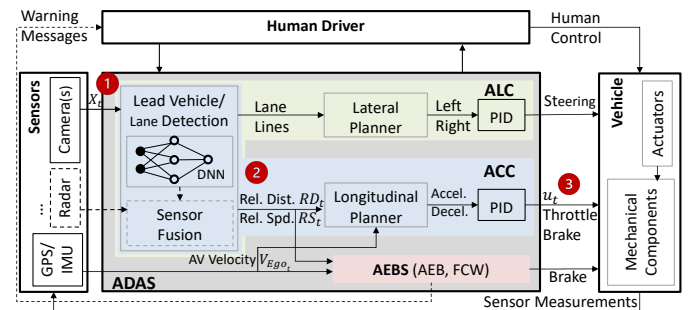 Warning
Messages
Human Driver
Human
Control
Sensors
Camera(s)
X_t
1
Lead Vehicle/
Lane Detection
DNN
Lane
Lines
Lateral
Planner
Left
Right
ALC
PID
Steering
Vehicle
Actuators
Mechanical
Components
...
Radar
Sensor
Fusion
2
Rel. Dist. RD_t
Rel. Spd. RS_t
Longitudinal
Planner
Accel.
Decel.
ACC
PID
3
u_t
Throttle
Brake
GPS/
IMU
AV Velocity V_{Ego_t}
AEBS (AEB, FCW)
Brake
ADAS
Sensor Measurements